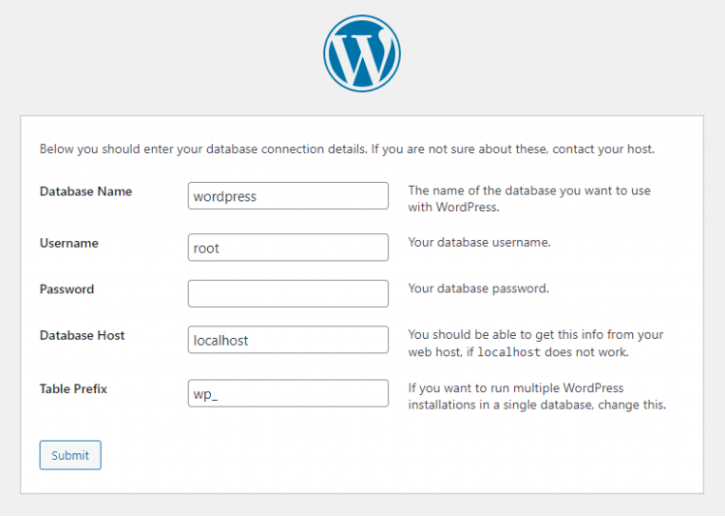 W
Below you should enter your database connection details. If you are not sure about these, contact your host.
Database Name
wordpress
The name of the database you want to use
with WordPress.
Username
root
Your database username.
Password
Your database password.
Database Host
localhost
You should be able to get this info from your
web host, if localhost does not work.
Table Prefix
wp_
If you want to run multiple WordPress
installations in a single database, change this.
Submit